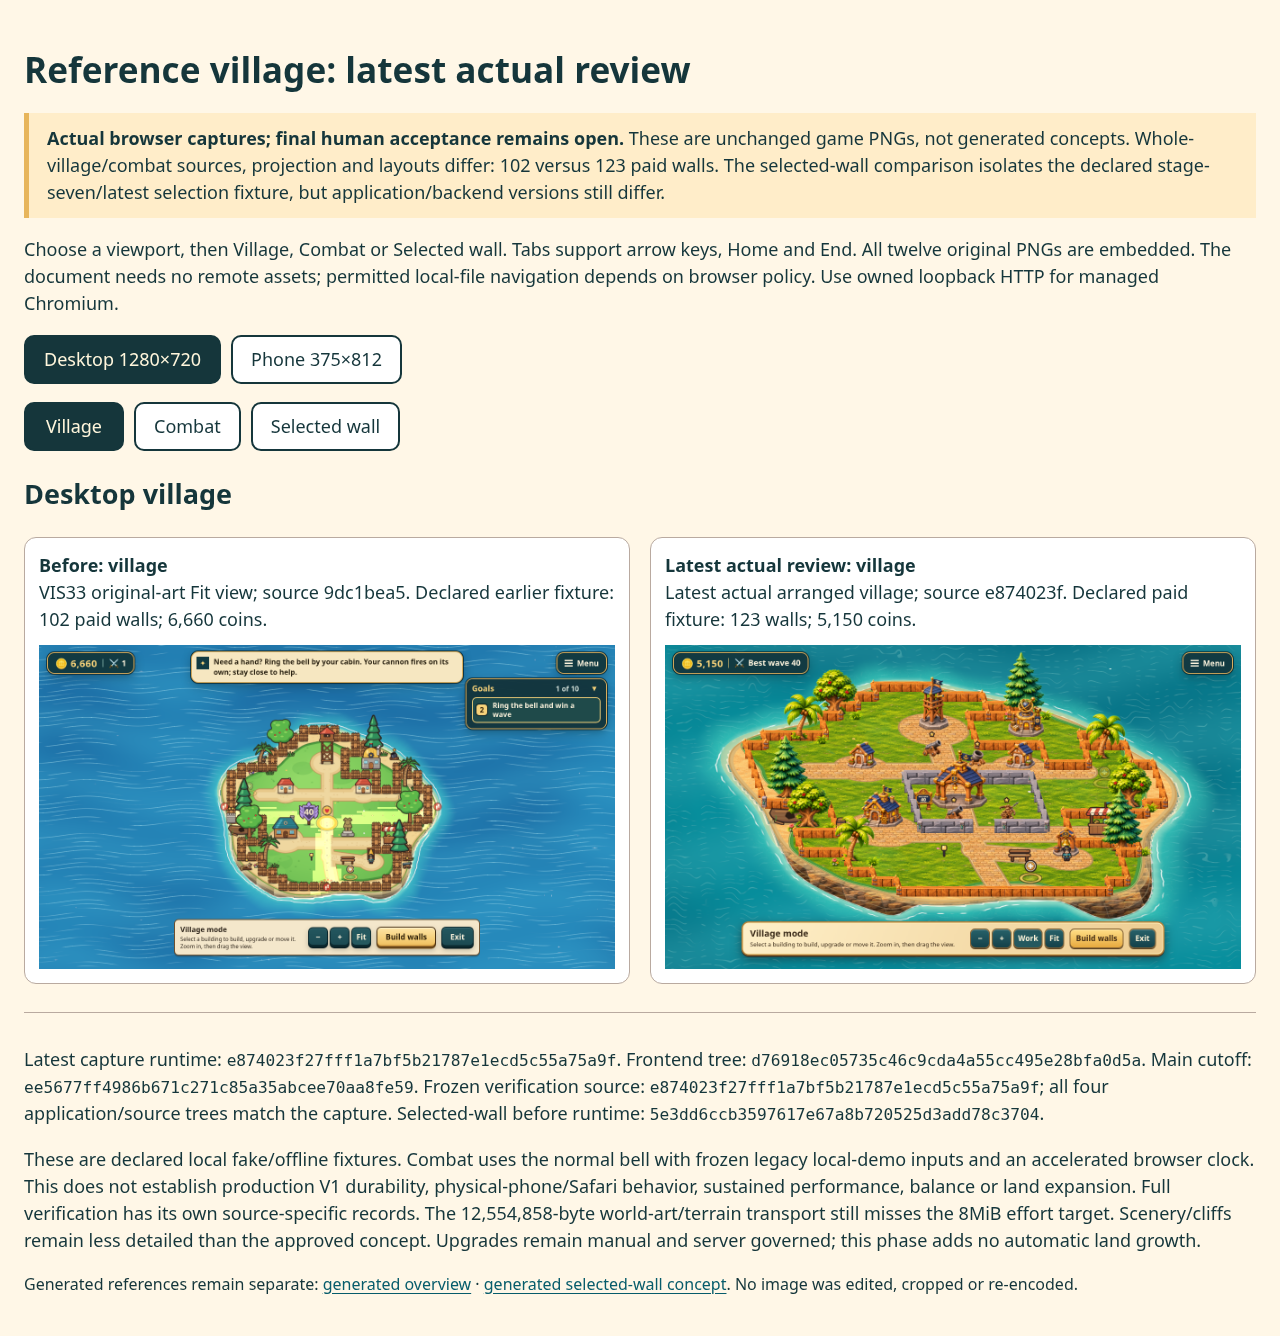 Reference village: latest actual review
Actual browser captures; final human acceptance remains open. These are unchanged game PNGs, not generated concepts. Whole-
village/combat sources, projection and layouts differ: 102 versus 123 paid walls. The selected-wall comparison isolates the declared stage-
seven/latest selection fixture, but application/backend versions still differ.
Choose a viewport, then Village, Combat or Selected wall. Tabs support arrow keys, Home and End. All twelve original PNGs are embedded. The
document needs no remote assets; permitted local-file navigation depends on browser policy. Use owned loopback HTTP for managed
Chromium.
Desktop 1280×720
Phone 375×812
Village
Combat
Selected wall
Desktop village
Before: village
VIS33 original-art Fit view; source 9dc1bea5. Declared earlier fixture:
102 paid walls; 6,660 coins.
6,660
1
Need a hand? Ring the bell by your cabin. Your cannon fires on its
own; stay close to help.
Menu
Goals
1 of 10
2
Ring the bell and win a
wave
40
Village mode
Select a building to build, upgrade or move it.
Zoom in, then drag the view.
−
+
Fit
Build walls
Exit
Latest actual review: village
Latest actual arranged village; source e874023f. Declared paid
fixture: 123 walls; 5,150 coins.
5,150
Best wave 40
Menu
Village mode
Select a building to build, upgrade or move it. Zoom in, then drag the view.
−
+
Work
Fit
Build walls
Exit
Latest capture runtime: e874023f27fff1a7bf5b21787e1ecd5c55a75a9f. Frontend tree: d76918ec05735c46c9cda4a55cc495e28bfa0d5a. Main cutoff:
ee5677ff4986b671c271c85a35abcee70aa8fe59. Frozen verification source: e874023f27fff1a7bf5b21787e1ecd5c55a75a9f; all four
application/source trees match the capture. Selected-wall before runtime: 5e3dd6ccb3597617e67a8b720525d3add78c3704.
These are declared local fake/offline fixtures. Combat uses the normal bell with frozen legacy local-demo inputs and an accelerated browser clock.
This does not establish production V1 durability, physical-phone/Safari behavior, sustained performance, balance or land expansion. Full
verification has its own source-specific records. The 12,554,858-byte world-art/terrain transport still misses the 8MiB effort target. Scenery/cliffs
remain less detailed than the approved concept. Upgrades remain manual and server governed; this phase adds no automatic land growth.
Generated references remain separate: generated overview · generated selected-wall concept. No image was edited, cropped or re-encoded.